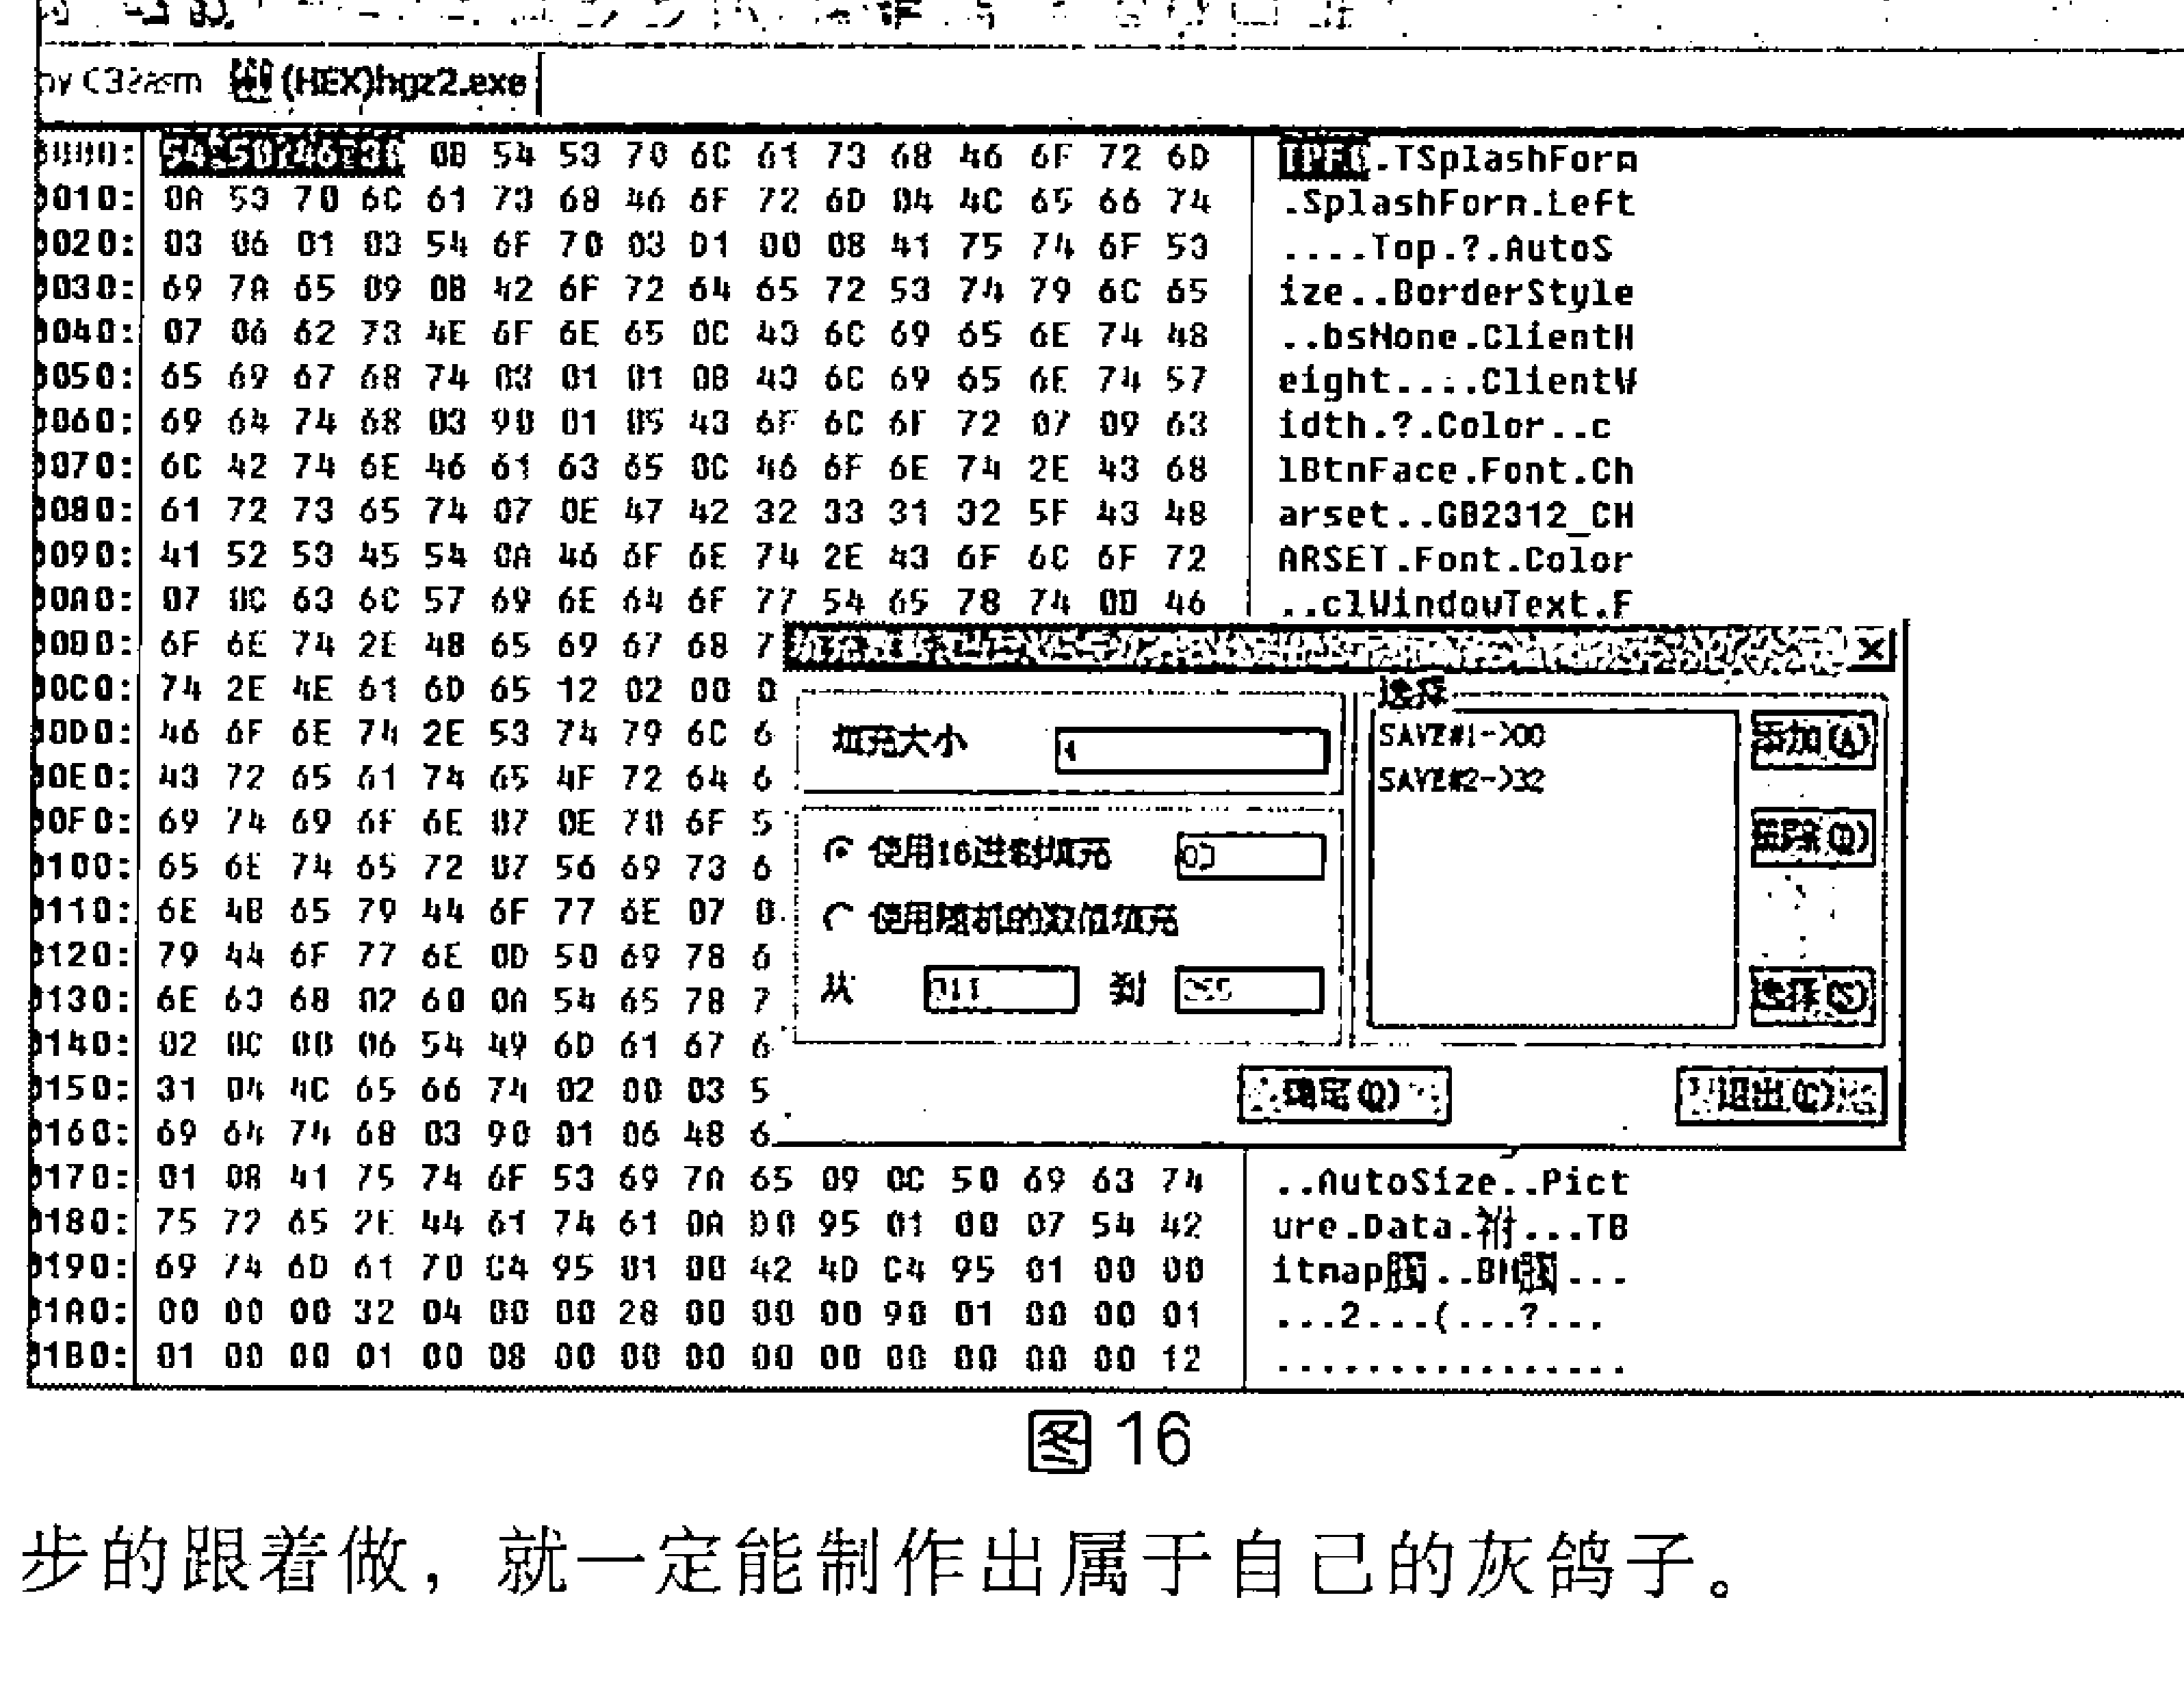 by C32asm (HEX)hgz2.exe
54 50 46 30 0B 54 53 70 6C 61 73 68 46 6F 72 6D TPF0.TSplashForm
0010: 0A 53 70 6C 61 73 68 46 6F 72 6D 04 4C 65 66 74 .SplashForm.Left
0020: 03 06 01 03 54 6F 70 03 D1 00 08 41 75 74 6F 53 ....Top.?.AutoS
0030: 69 7A 65 09 0B 42 6F 72 64 65 72 53 74 79 6C 65 ize..BorderStyle
0040: 07 06 62 73 4E 6F 6E 65 0C 43 6C 69 65 6E 74 48 ..bsNone.ClientH
0050: 65 69 67 68 74 03 01 01 0B 43 6C 69 65 6E 74 57 eight....ClientW
0060: 69 64 74 68 03 90 01 05 43 6F 6C 6F 72 07 09 63 idth.?.Color..c
0070: 6C 42 74 6E 46 61 63 65 0C 46 6F 6E 74 2E 43 68 lBtnFace.Font.Ch
0080: 61 72 73 65 74 07 0E 47 42 32 33 31 32 5F 43 48 arset..GB2312_CH
0090: 41 52 53 45 54 0A 46 6F 6E 74 2E 43 6F 6C 6F 72 ARSET.Font.Color
00A0: 07 0C 63 6C 57 69 6E 64 6F 77 54 65 78 74 0B 46 ..clWindowText.F
00B0: 6F 6E 74 2E 48 65 69 67 68 7
00C0: 74 2E 4E 61 6D 65 12 02 00 0
00D0: 46 6F 6E 74 2E 53 74 79 6C 6
00E0: 43 72 65 61 74 65 4F 72 64 6
00F0: 69 74 69 6F 6E 07 0E 70 6F 5
0100: 65 6E 74 65 72 07 56 69 73 6
0110: 6E 4B 65 79 44 6F 77 6E 07 0
0120: 79 44 6F 77 6E 0D 50 69 78 6
0130: 6E 63 68 02 60 0A 54 65 78 7
0140: 02 0C 00 06 54 49 6D 61 67 6
0150: 31 04 4C 65 66 74 02 00 03 5
0160: 69 64 74 68 03 90 01 06 48 6
填充大小 4
使用16进制填充 00
使用随机的数值填充
从 到 255
选择
SAVE#1->00
SAVE#2->32
添加(A)
删除(D)
选择(S)
确定(O) 退出(C)
0170: 01 08 41 75 74 6F 53 69 7A 65 09 0C 50 69 63 74 ..AutoSize..Pict
0180: 75 72 65 2E 44 61 74 61 0A D0 95 01 00 07 54 42 ure.Data.袝...TB
0190: 69 74 6D 61 70 C4 95 01 00 42 4D C4 95 01 00 00 itmap ..BM ...
01A0: 00 00 00 32 04 00 00 28 00 00 00 90 01 00 00 01 ...2...(...?...
01B0: 01 00 00 01 00 08 00 00 00 00 00 00 00 00 00 12 ................
图 16
步的跟着做，就一定能制作出属于自己的灰鸽子。